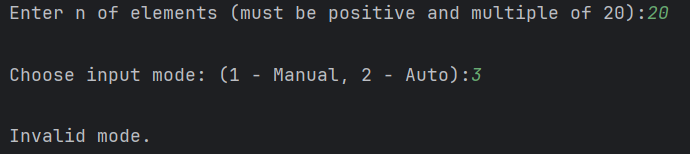 Enter n of elements (must be positive and multiple of 20):20
Choose input mode: (1 - Manual, 2 - Auto):3
Invalid mode.